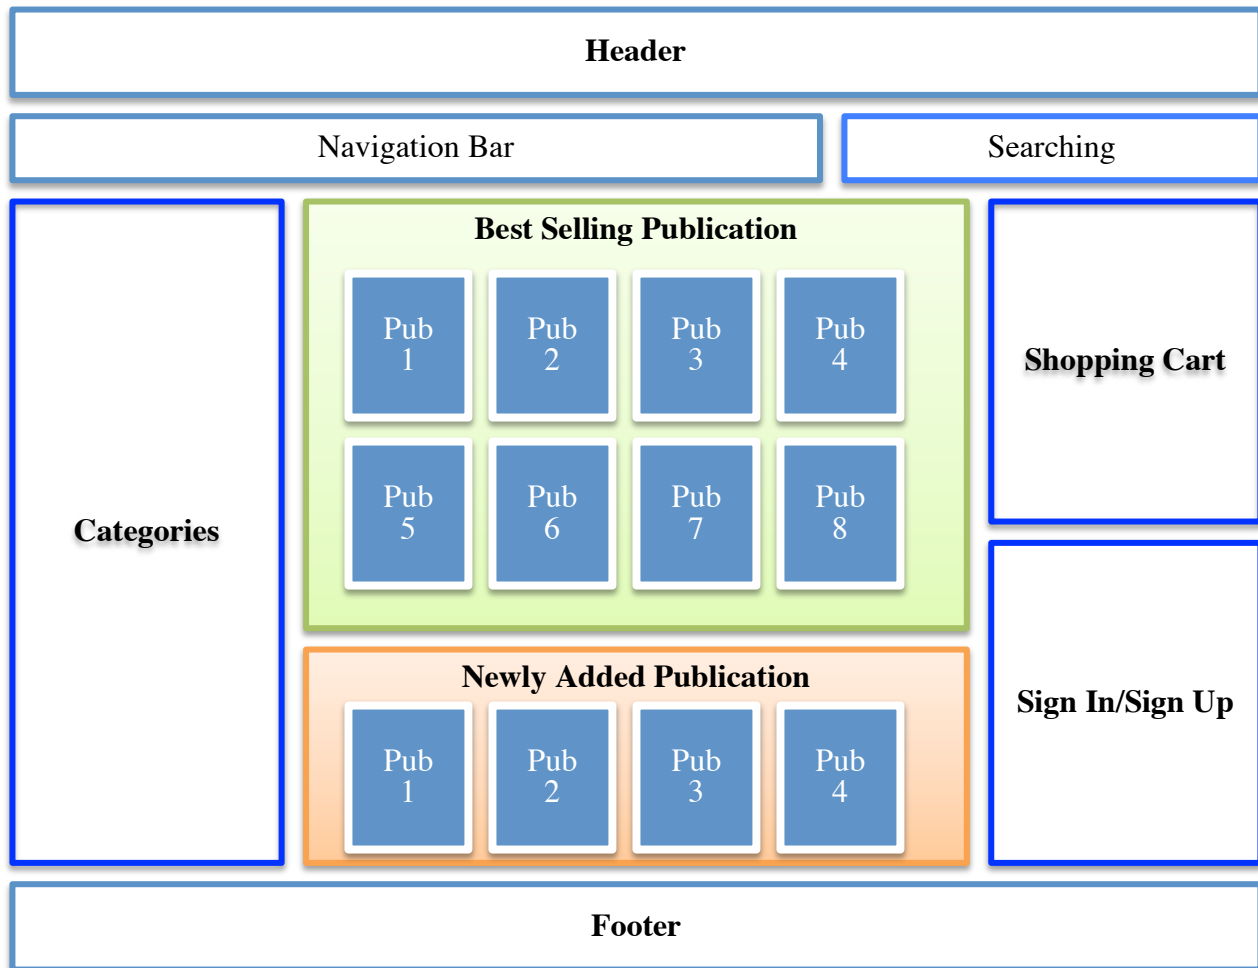 Header
Navigation Bar
Searching
Categories
Best Selling Publication
Pub
1
Pub
2
Pub
3
Pub
4
Pub
5
Pub
6
Pub
7
Pub
8
Newly Added Publication
Pub
1
Pub
2
Pub
3
Pub
4
Shopping Cart
Sign In/Sign Up
Footer